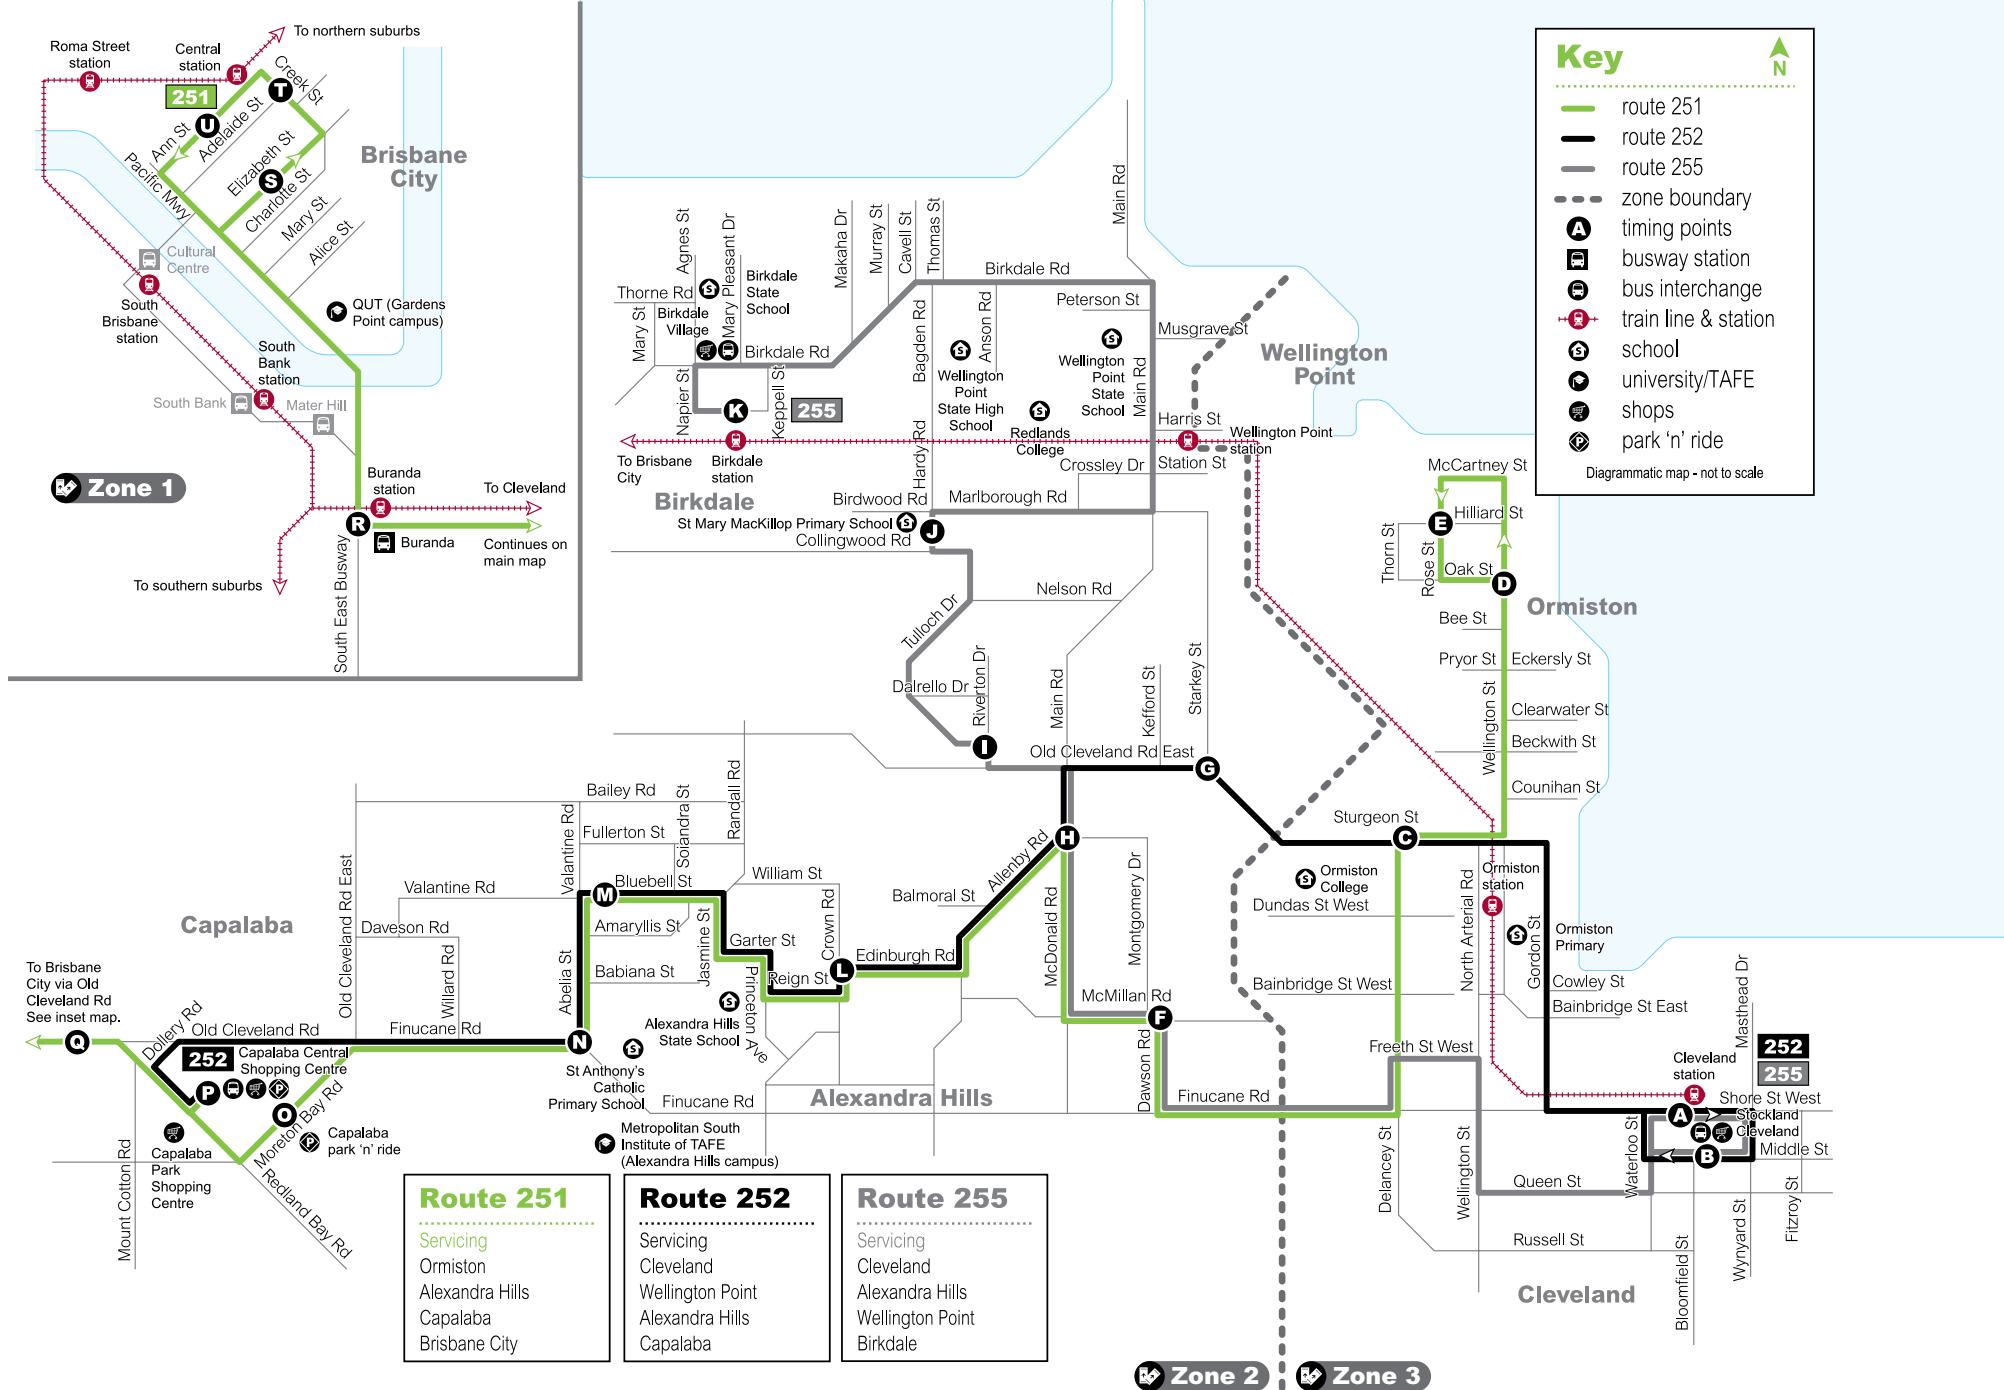 Roma Street
station
Central
station
To northern suburbs
251
T
Creek St
U
Ann St
Adelaide St
Elizabeth St
S
Charlotte St
Mary St
Alice St
Pacific Mwy
Brisbane
City
Cultural
Centre
South
Brisbane
station
QUT (Gardens
Point campus)
South
Bank
station
South Bank
Mater Hill
Zone 1
Buranda
station
To Cleveland
R
Buranda
Continues on
main map
To southern suburbs
South East Busway
Key
N
route 251
route 252
route 255
zone boundary
A
timing points
busway station
bus interchange
train line & station
school
university/TAFE
shops
park ‘n’ ride
Diagrammatic map - not to scale
Main Rd
Agnes St
Mary Pleasant Dr
Makaha Dr
Murray St
Cavell St
Thomas St
Birkdale Rd
Thorne Rd
Birkdale
State
School
Birkdale
Village
Mary St
Birkdale Rd
Peterson St
Musgrave St
Bagden Rd
Anson Rd
Wellington
Point
State High
School
Wellington
Point
State
School
Main Rd
Wellington
Point
Napier St
K
Keppell St
255
Redlands
College
Harris St
Wellington Point
station
To Brisbane
City
Birkdale
station
Hardy Rd
Crossley Dr
Station St
Birkdale
Birdwood Rd
Marlborough Rd
St Mary MacKillop Primary School
J
Collingwood Rd
McCartney St
Hilliard St
E
Thorn St
Rose St
Oak St
D
Ormiston
Nelson Rd
Tulloch Dr
Bee St
Pryor St
Eckersly St
Dalrello Dr
Riverton Dr
Main Rd
Kefford St
Starkey St
Wellington St
Clearwater St
Beckwith St
Counihan St
I
Old Cleveland Rd East
G
Sturgeon St
C
Bailey Rd
Randall Rd
Soiandra St
Fullerton St
Valantine Rd
H
Allenby Rd
Montgomery Dr
Ormiston
College
Ormiston
station
Old Cleveland Rd East
Valantine Rd
M
Bluebell St
William St
Balmoral St
Dundas St West
North Arterial Rd
Gordon St
Ormiston
Primary
Capalaba
Daveson Rd
Amaryllis St
Jasmine St
Garter St
Crown Rd
Edinburgh Rd
McDonald Rd
Willard Rd
Abelia St
Babiana St
Princeton Ave
Reign St
L
Bainbridge St West
Cowley St
Bainbridge St East
Masthead Dr
To Brisbane
City via Old
Cleveland Rd
See inset map.
McMillan Rd
F
Alexandra Hills
State School
Q
Dollery Rd
Old Cleveland Rd
Finucane Rd
N
Dawson Rd
Freeth St West
252
255
252
Capalaba Central
Shopping Centre
P
O
Moreton Bay Rd
St Anthony’s
Catholic
Primary School
Finucane Rd
Alexandra Hills
Finucane Rd
Cleveland
station
Shore St West
A
Stockland
Cleveland
B
Middle St
Capalaba
Park
Shopping
Centre
Capalaba
park ‘n’ ride
Metropolitan South
Institute of TAFE
(Alexandra Hills campus)
Mount Cotton Rd
Redland Bay Rd
Delancey St
Wellington St
Waterloo St
Queen St
Russell St
Bloomfield St
Wynyard St
Fitzroy St
Cleveland
Route 251
Servicing
Ormiston
Alexandra Hills
Capalaba
Brisbane City
Route 252
Servicing
Cleveland
Wellington Point
Alexandra Hills
Capalaba
Route 255
Servicing
Cleveland
Alexandra Hills
Wellington Point
Birkdale
Zone 2
Zone 3